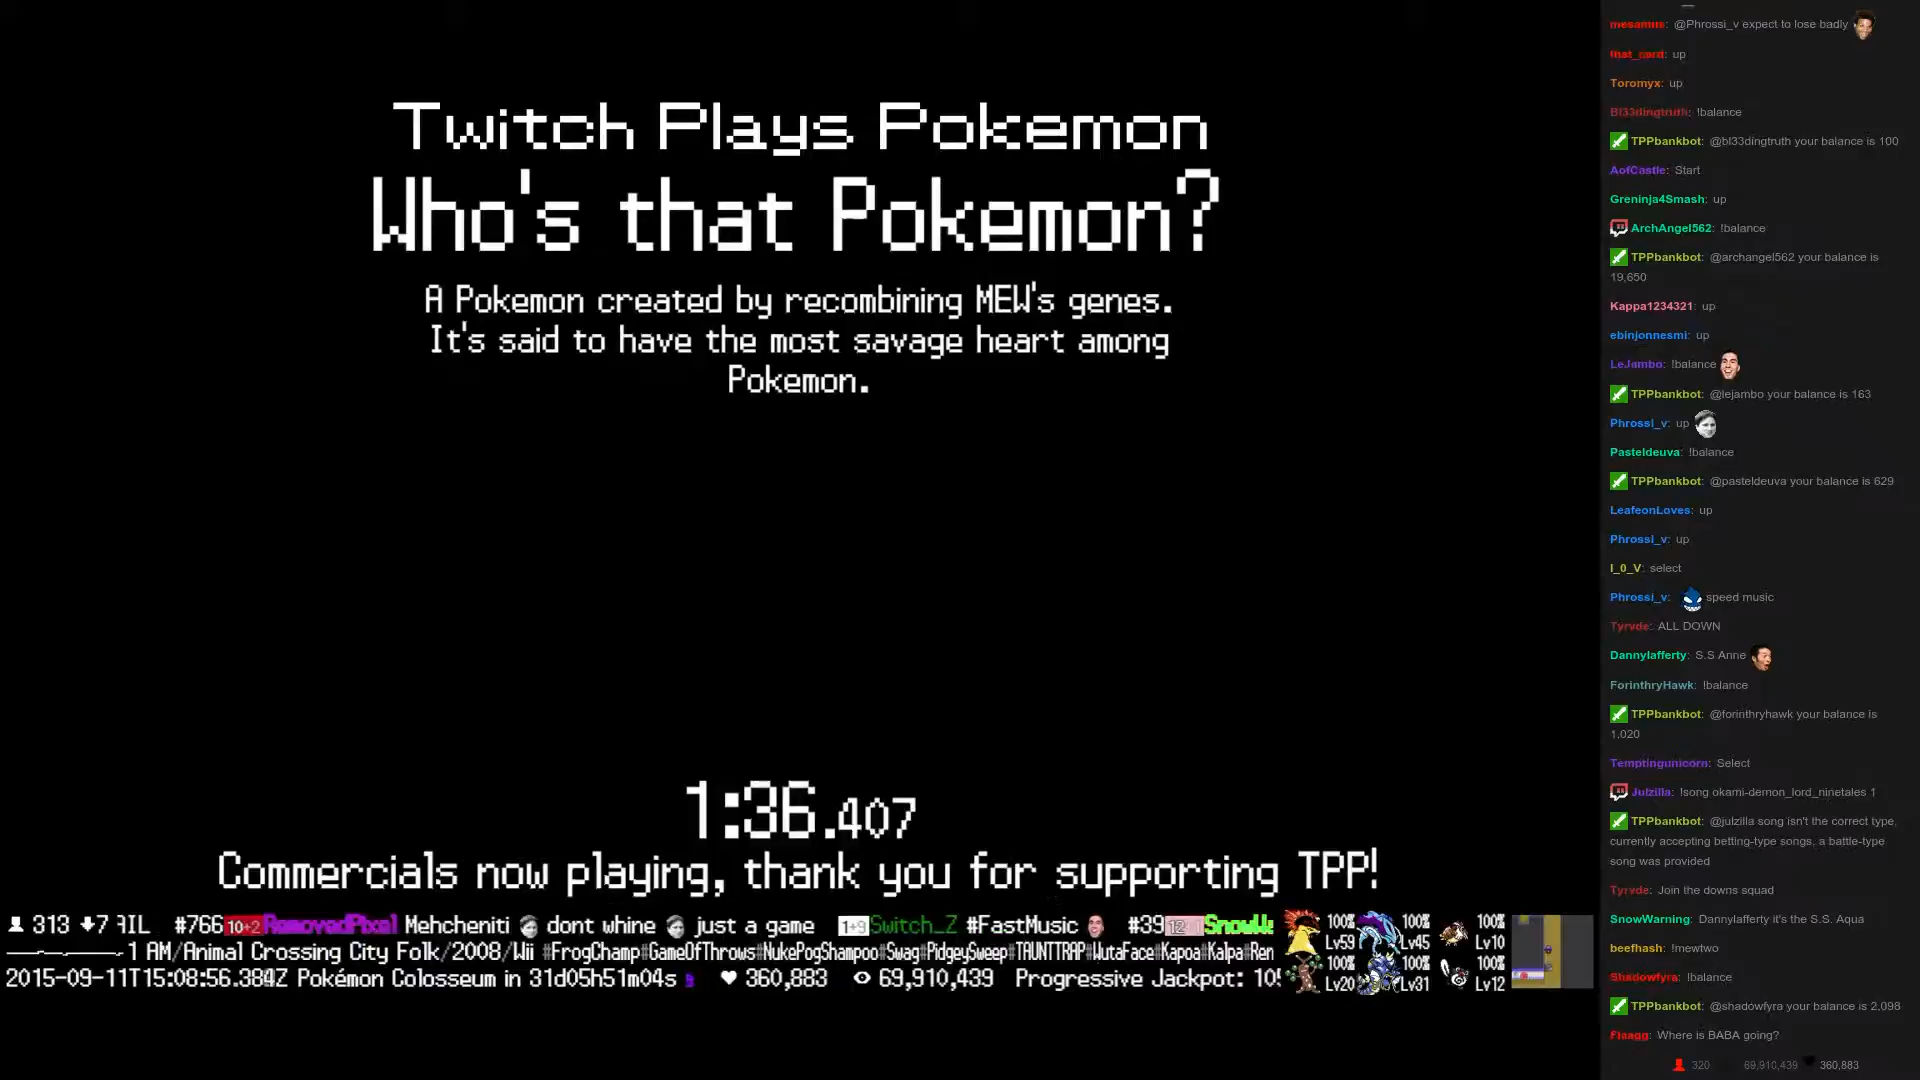 Twitch Plays Pokemon
Who's that Pokemon?
A Pokemon created by recombining MEW's genes.
It's said to have the most savage heart among
Pokemon.
1:36.407
Commercials now playing, thank you for supporting TPP!
313 7 #766 10+2 RemovedPixel Mehcheniti dont whine just a game 1+9 Switch_Z #FastMusic #39
1 AM/Animal Crossing City Folk/2008/Wii #FrogChamp#GameOfThrows#NukePogShampoo#Swag#PidgeySweep#TAUNTTRAP#WutaFace#Kapoa#Kalpa#Ren
Pokémon Colosseum in 31d05h51m04s 360,883 69,910,439 Progressive Jackpot:
100% Lv59 100% Lv45 100% Lv10
100% Lv20 100% Lv31 100% Lv12
mesamm: @Phrossi_v expect to lose badly
that_nard: up
Toromyx: up
Bl33dingtruth: !balance
TPPbankbot: @bl33dingtruth your balance is 100
AofCastle: Start
Greninja4Smash: up
ArchAngel562: !balance
TPPbankbot: @archangel562 your balance is
19,650
Kappa1234321: up
ebinjonnesmi: up
LeJambo: !balance
TPPbankbot: @lejambo your balance is 163
Phrossi_v: up
Pasteldeuva: !balance
TPPbankbot: @pasteldeuva your balance is 629
LeafeonLoves: up
Phrossi_v: up
I_0_V: select
Phrossi_v: speed music
Tyrvde: ALL DOWN
Dannylafferty: S.S Anne
ForinthryHawk: !balance
TPPbankbot: @forinthryhawk your balance is
1,020
Temptingunicorn: Select
Julzilla: !song okami-demon_lord_ninetales 1
TPPbankbot: @julzilla song isn't the correct type,
currently accepting betting-type songs, a battle-type
song was provided
Tyrvde: Join the downs squad
SnowWarning: Dannylafferty it's the S.S. Aqua
beefhash: !mewtwo
Shadowfyra: !balance
TPPbankbot: @shadowfyra your balance is 2,098
Flaagg: Where is BABA going?
320 69,910,439 360,883